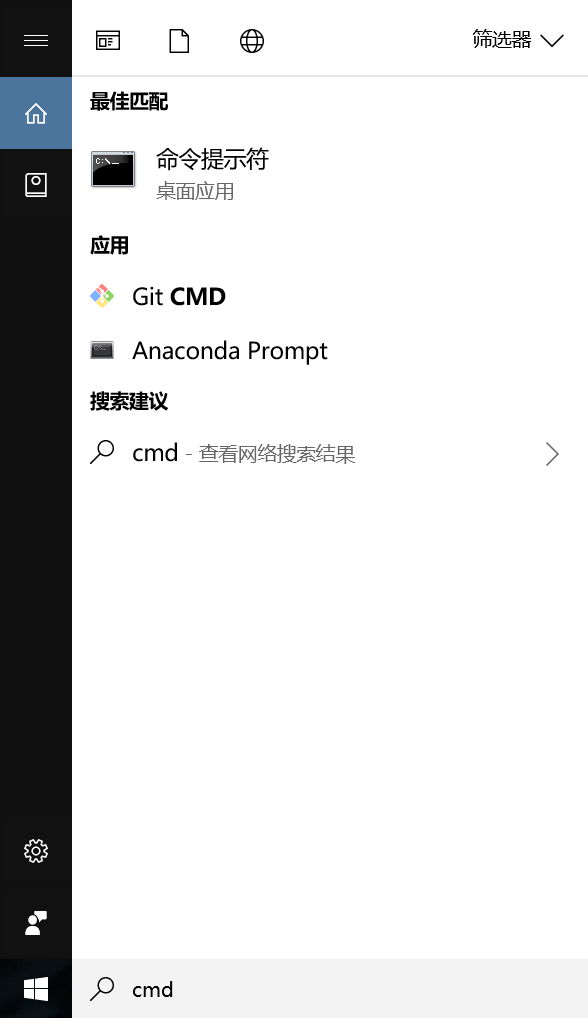 筛选器
最佳匹配
命令提示符
桌面应用
应用
Git CMD
Anaconda Prompt
搜索建议
cmd - 查看网络搜索结果
cmd